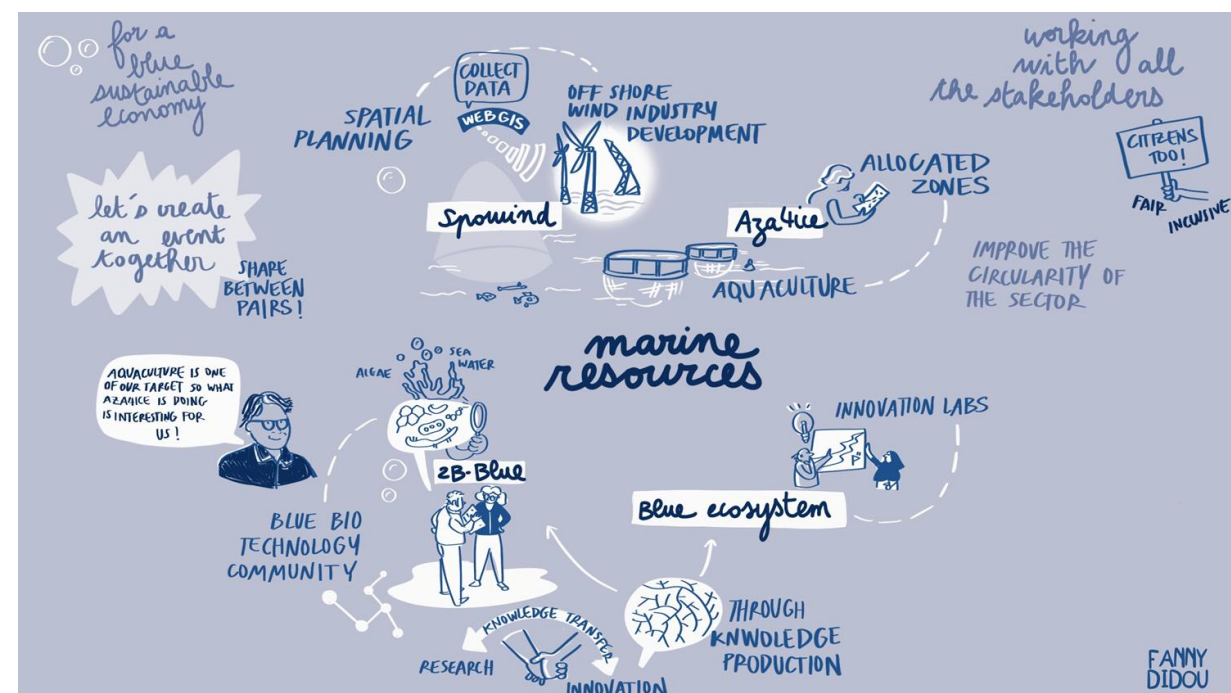 for a
blue
sustainable
economy
working
with all
the stakeholders
CITIZENS
TOO!
FAIR
INCUSIVE
COLLECT
DATA
WEBGIS
SPATIAL
PLANNING
OFF SHORE
WIND INDUSTRY
DEVELOPMENT
Spowind
ALLOCATED
ZONES
Aza4ice
AQUACULTURE
let's create
an event
together
SHARE
BETWEEN
PAIRS!
IMPROVE THE
CIRCULARITY OF
THE SECTOR
marine
resources
AQUACULTURE IS ONE
OF OUR TARGET SO WHAT
AZA4ICE IS DOING
IS INTERESTING FOR
US!
ALGAE
SEA
WATER
2B-Blue
BLUE BIO
TECHNOLOGY
COMMUNITY
INNOVATION LABS
Blue ecosystem
KNOWLEDGE TRANSFER
RESEARCH
INNOVATION
THROUGH
KNWOLEDGE
PRODUCTION
FANNY
DIDOU